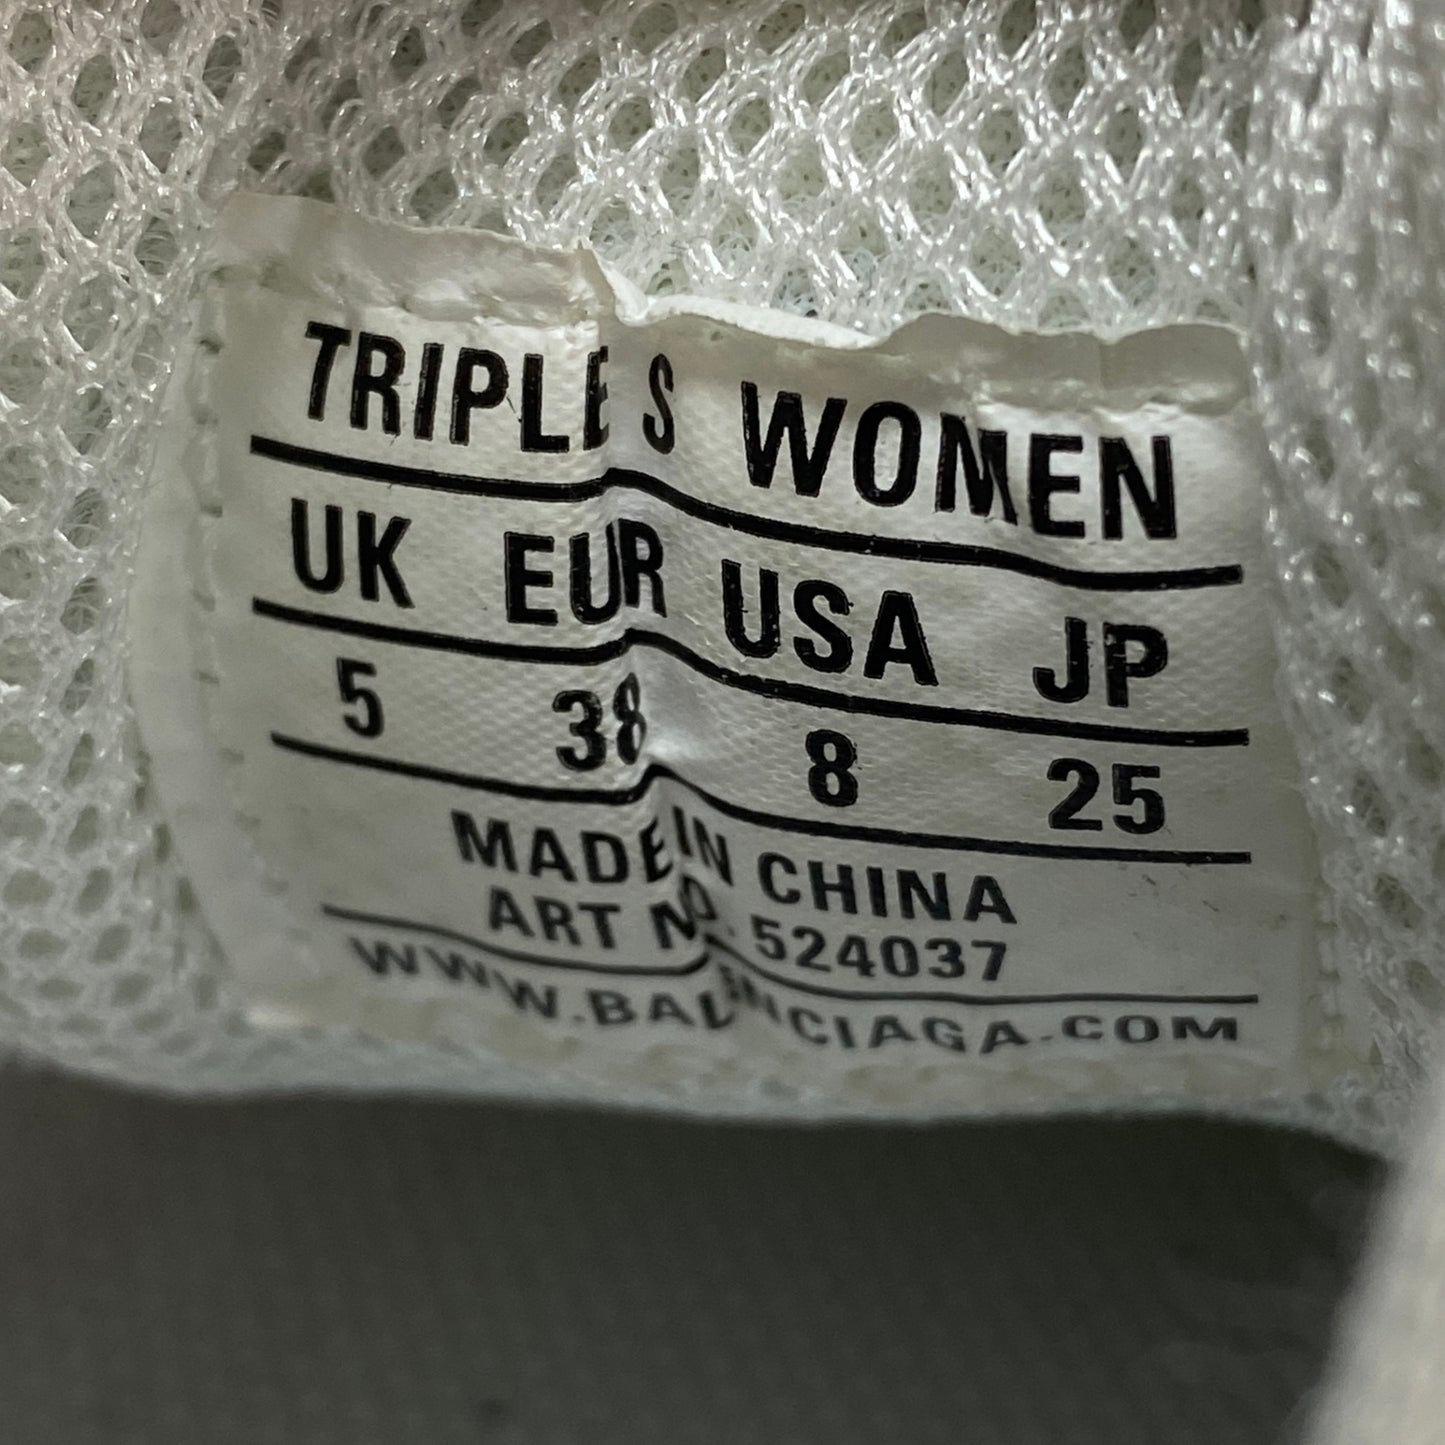 TRIPLE S WOMEN
UK EUR USA JP
5 38 8 25
MADE IN CHINA
ART NO. 524037
WWW.BALENCIAGA.COM